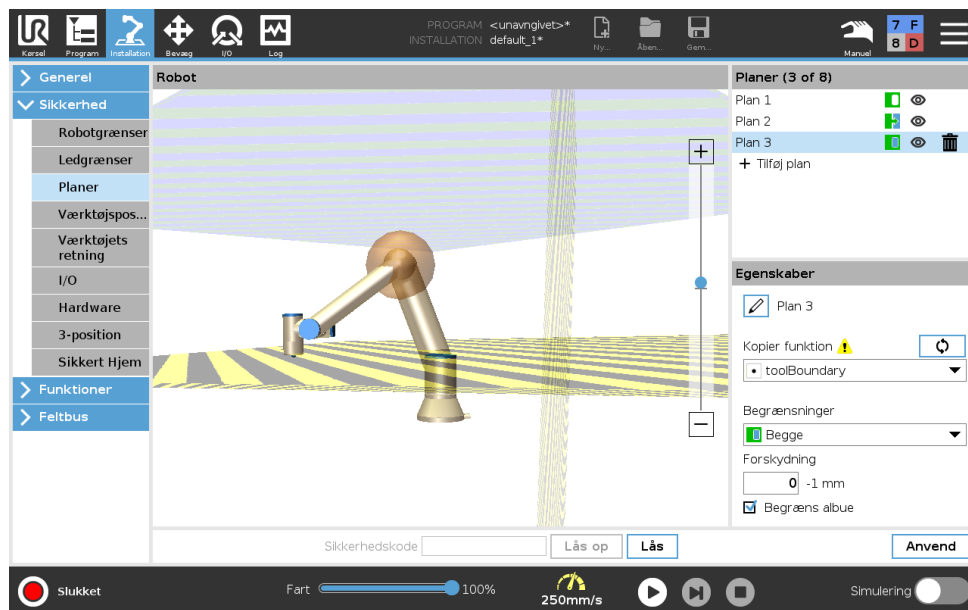 PROGRAM <unavngivet>*
INSTALLATION default_1*
Kørsel
Program
Installation
Bevæg
I/O
Log
Ny...
Åben...
Gem...
Manuel
7 F
8 D
Generel
Sikkerhed
Robotgrænser
Ledgrænser
Planer
Værktøjspos...
Værktøjets
retning
I/O
Hardware
3-position
Sikkert Hjem
Funktioner
Feltbus
Robot
Planer (3 of 8)
Plan 1
Plan 2
Plan 3
Tilføj plan
Egenskaber
Plan 3
Kopier funktion
toolBoundary
Begrænsninger
Begge
Forskydning
0 -1 mm
Begræns albue
Sikkerhedskode
Lås op
Lås
Anvend
Slukket
Fart
100%
250mm/s
Simulering